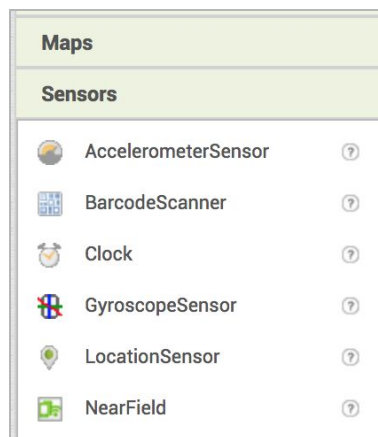 Maps
Sensors
AccelerometerSensor ?
BarcodeScanner ?
Clock ?
GyroscopeSensor ?
LocationSensor ?
NearField ?